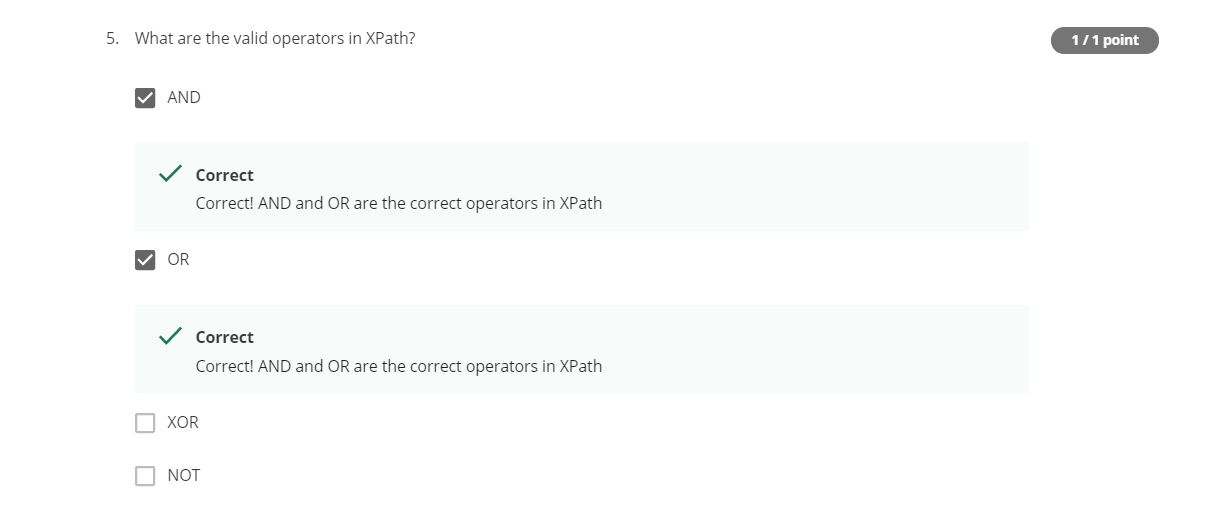 5. What are the valid operators in XPath?
1 / 1 point
AND
Correct
Correct! AND and OR are the correct operators in XPath
OR
Correct
Correct! AND and OR are the correct operators in XPath
XOR
NOT